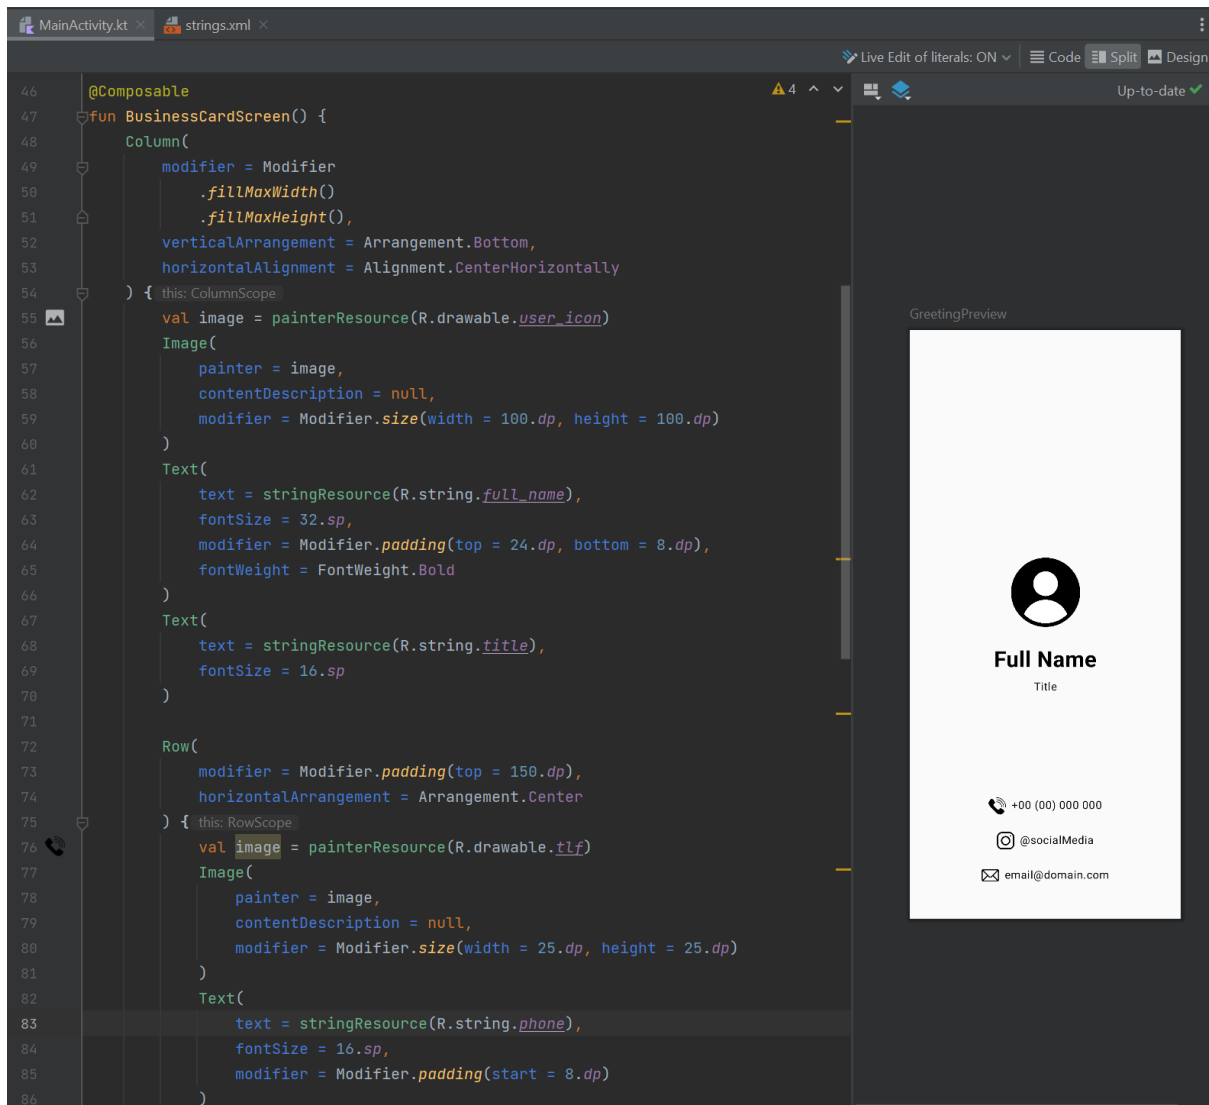 MainActivity.kt × strings.xml ×
Live Edit of literals: ON Code Split Design
46 @Composable 4 Up-to-date
47 fun BusinessCardScreen() {
48 Column(
49 modifier = Modifier
50 .fillMaxWidth()
51 .fillMaxHeight(),
52 verticalArrangement = Arrangement.Bottom,
53 horizontalAlignment = Alignment.CenterHorizontally
54 ) { this: ColumnScope
55 val image = painterResource(R.drawable.user_icon)
56 Image(
57 painter = image,
58 contentDescription = null,
59 modifier = Modifier.size(width = 100.dp, height = 100.dp)
60 )
61 Text(
62 text = stringResource(R.string.full_name),
63 fontSize = 32.sp,
64 modifier = Modifier.padding(top = 24.dp, bottom = 8.dp),
65 fontWeight = FontWeight.Bold
66 )
67 Text(
68 text = stringResource(R.string.title),
69 fontSize = 16.sp
70 )
71
72 Row(
73 modifier = Modifier.padding(top = 150.dp),
74 horizontalArrangement = Arrangement.Center
75 ) { this: RowScope
76 val image = painterResource(R.drawable.tlf)
77 Image(
78 painter = image,
79 contentDescription = null,
80 modifier = Modifier.size(width = 25.dp, height = 25.dp)
81 )
82 Text(
83 text = stringResource(R.string.phone),
84 fontSize = 16.sp,
85 modifier = Modifier.padding(start = 8.dp)
86 )
GreetingPreview
Full Name
Title
+00 (00) 000 000
@socialMedia
email@domain.com